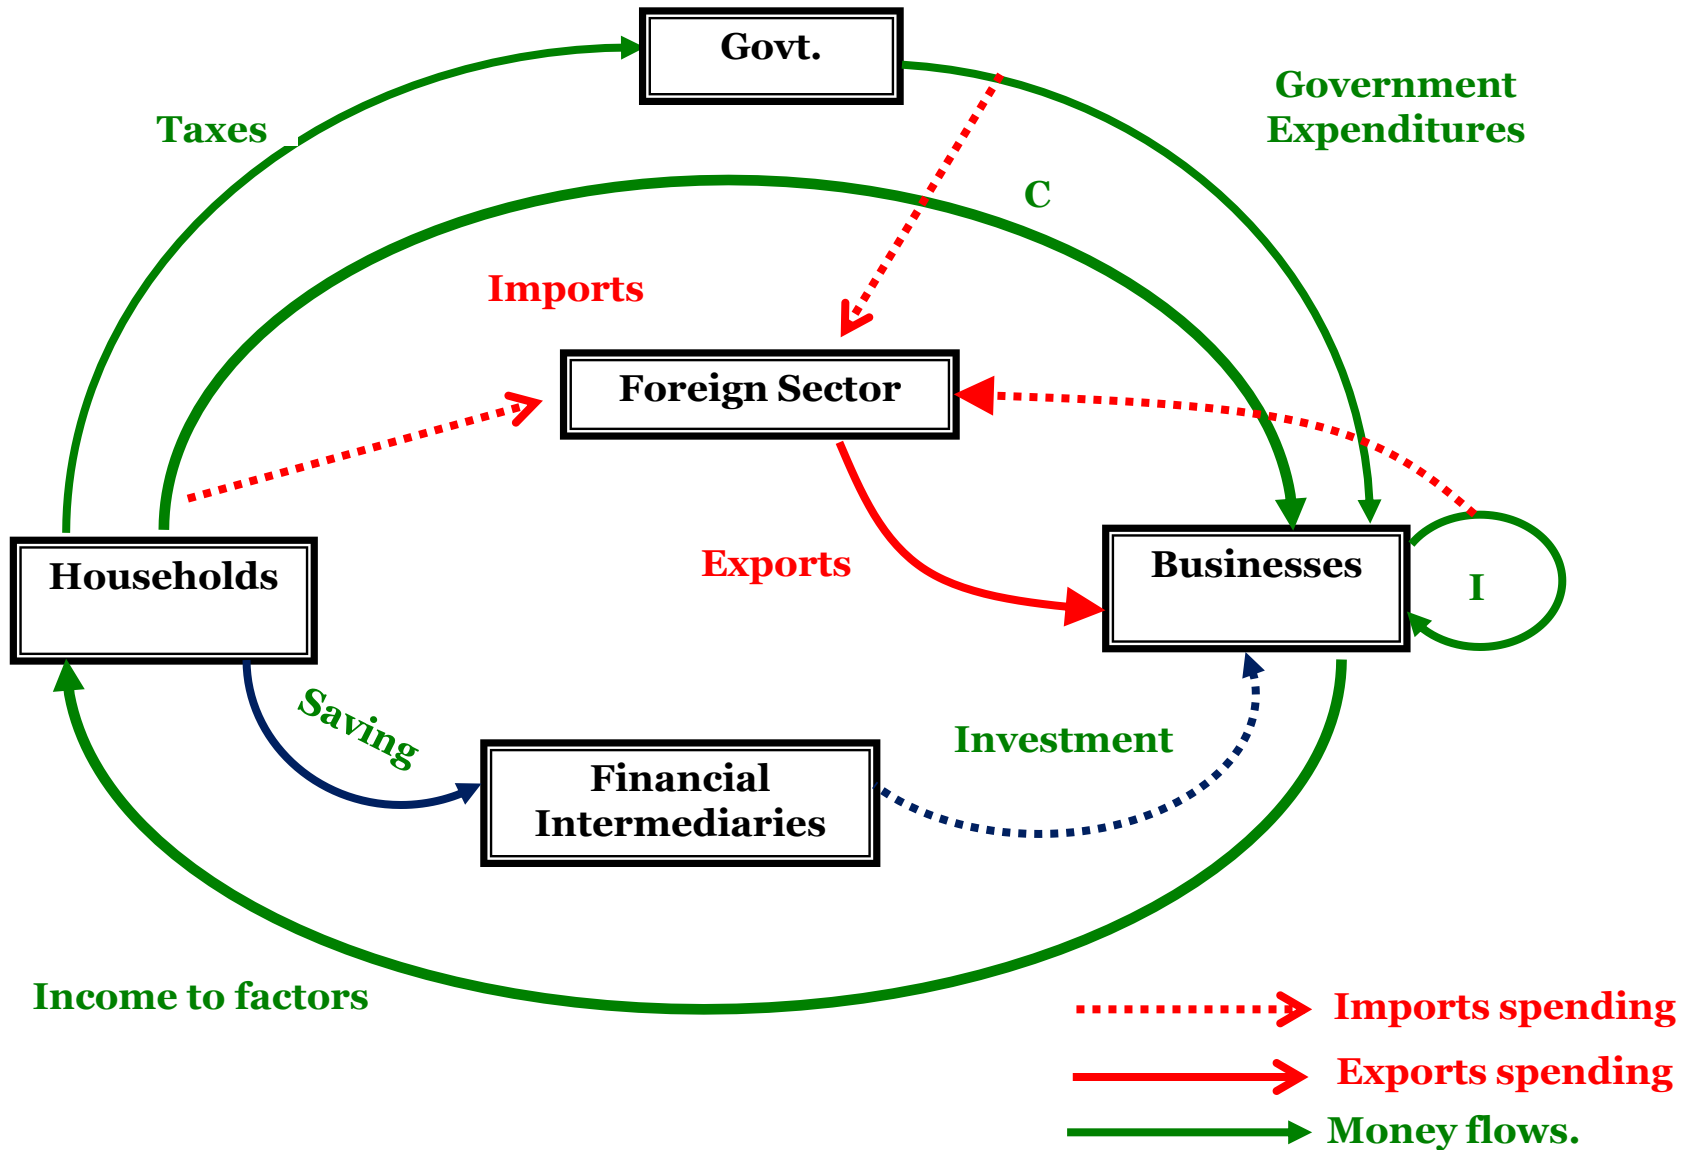 Govt.
Government
Expenditures
Taxes
C
Imports
Foreign Sector
Exports
Households
Businesses
I
Saving
Investment
Financial
Intermediaries
Income to factors
Imports spending
Exports spending
Money flows.